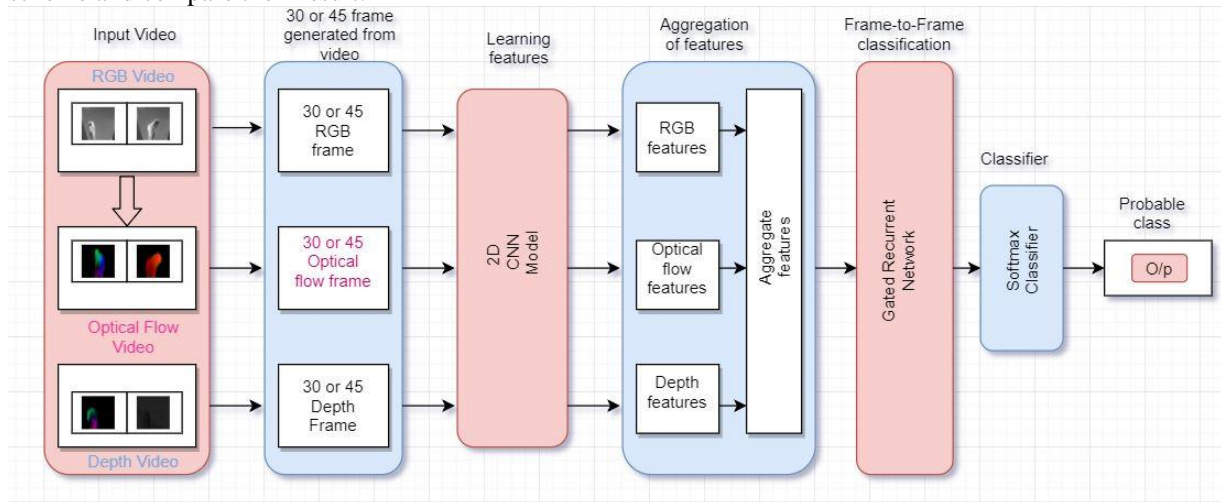 Input Video
30 or 45 frame
generated from
video
Learning
features
Aggregation
of features
Frame-to-Frame
classification
RGB Video
30 or 45
RGB
frame
RGB
features
Classifier
Probable
class
30 or 45
Optical
flow frame
2D
CNN
Model
Optical
flow
features
Aggregate
features
Gated Recurrent
Network
Softmax
Classifier
O/p
Optical Flow
Video
30 or 45
Depth
Frame
Depth
features
Depth Video